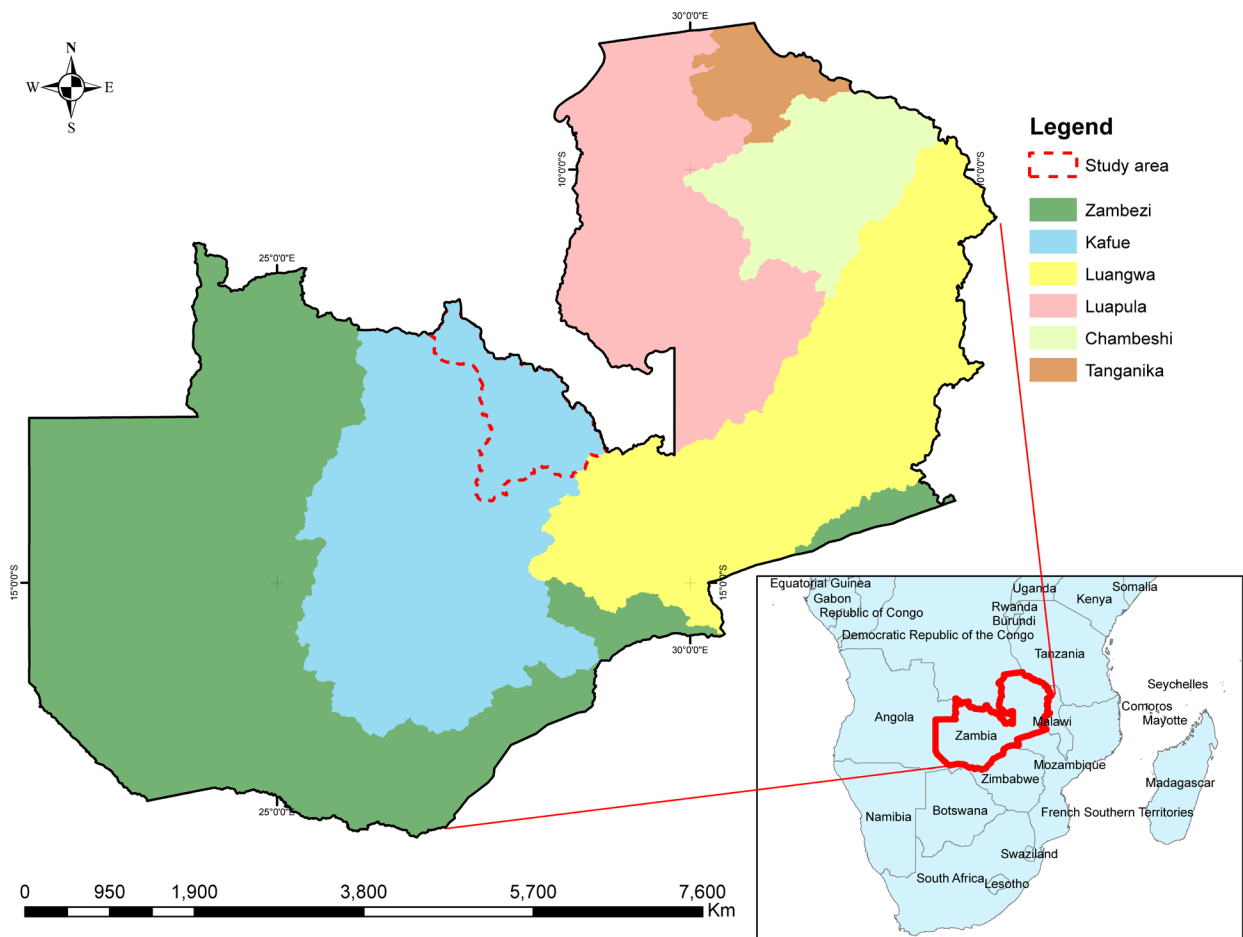 30°0'0"E
N
W E
S
Legend
Study area
10°0'0"S
10°0'0"S
Zambezi
Kafue
25°0'0"E
Luangwa
Luapula
Chambeshi
Tanganika
15°0'0"S
15°0'0"S
30°0'0"E
25°0'0"E
Equatorial Guinea
Gabon
Republic of Congo
Democratic Republic of the Congo
Uganda
Rwanda
Burundi
Kenya
Somalia
Tanzania
Seychelles
Comoros
Mayotte
Angola
Zambia
Malawi
Mozambique
Zimbabwe
Madagascar
Namibia
Botswana
French Southern Territories
Swaziland
South Africa
Lesotho
0 950 1,900 3,800 5,700 7,600
Km